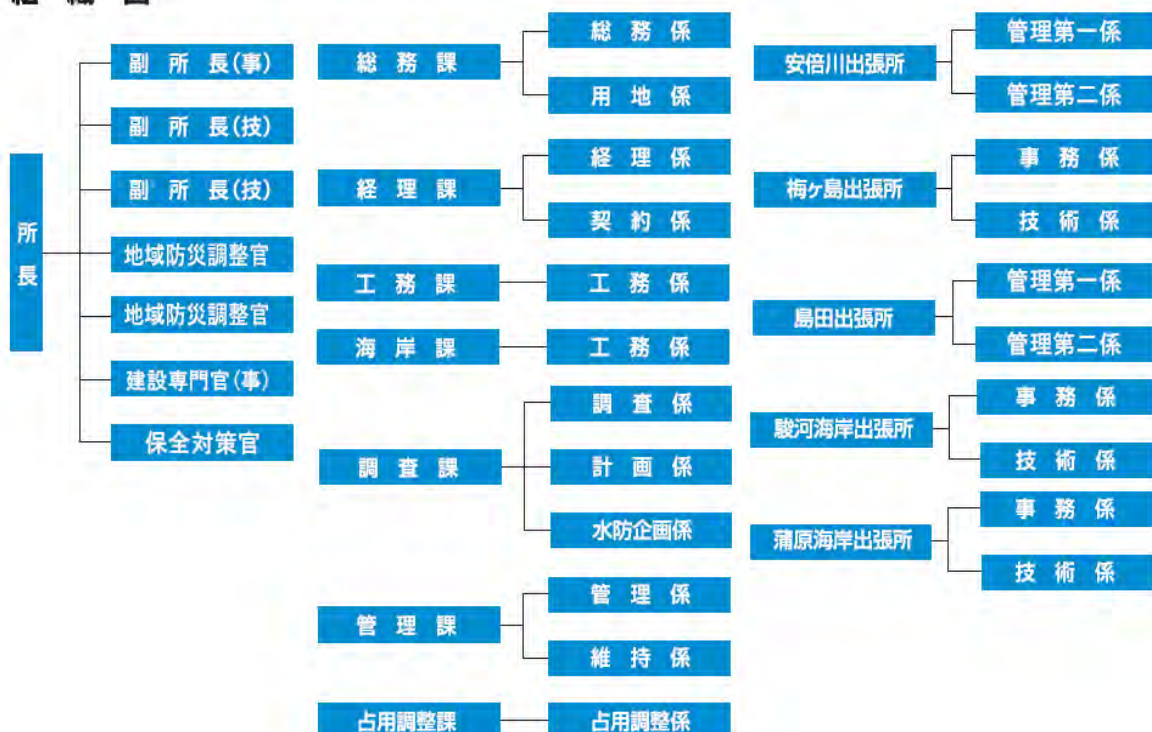 組 織 図
所長
副 所 長(事)
副 所 長(技)
副 所 長(技)
地域防災調整官
地域防災調整官
建設専門官(事)
保全対策官
総 務 課
総 務 係
用 地 係
経 理 課
経 理 係
契 約 係
工 務 課
工 務 係
海 岸 課
工 務 係
調 査 課
調 査 係
計 画 係
水防企画係
管 理 課
管 理 係
維 持 係
占用調整課
占用調整係
安倍川出張所
管理第一係
管理第二係
梅ヶ島出張所
事 務 係
技 術 係
島田出張所
管理第一係
管理第二係
駿河海岸出張所
事 務 係
技 術 係
蒲原海岸出張所
事 務 係
技 術 係